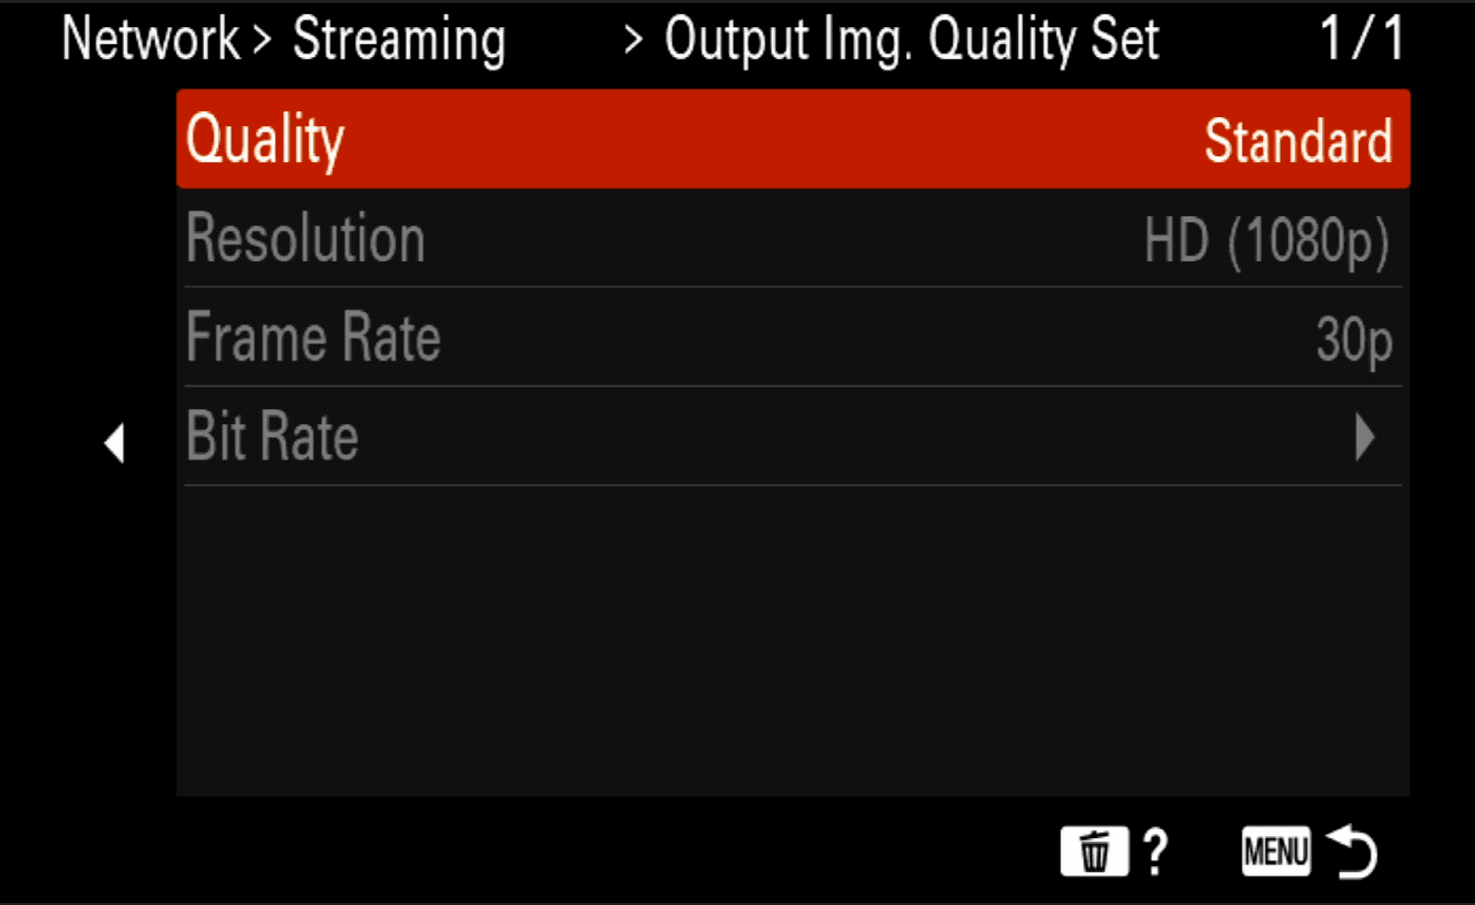 Network > Streaming > Output Img. Quality Set 1/1
Quality Standard
Resolution HD (1080p)
Frame Rate 30p
Bit Rate
? MENU